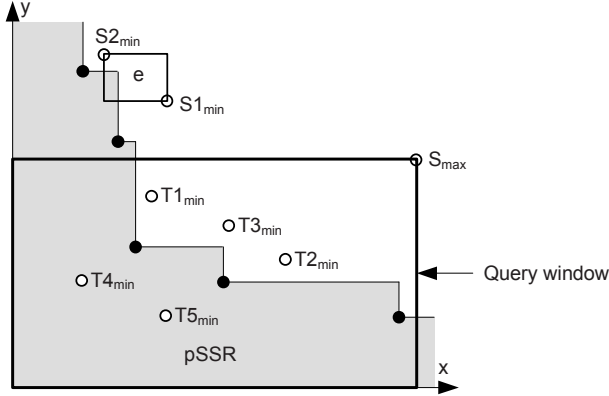 y
S2min
e
S1min
Smax
T1min
T3min
T2min
Query window
T4min
T5min
pSSR
x